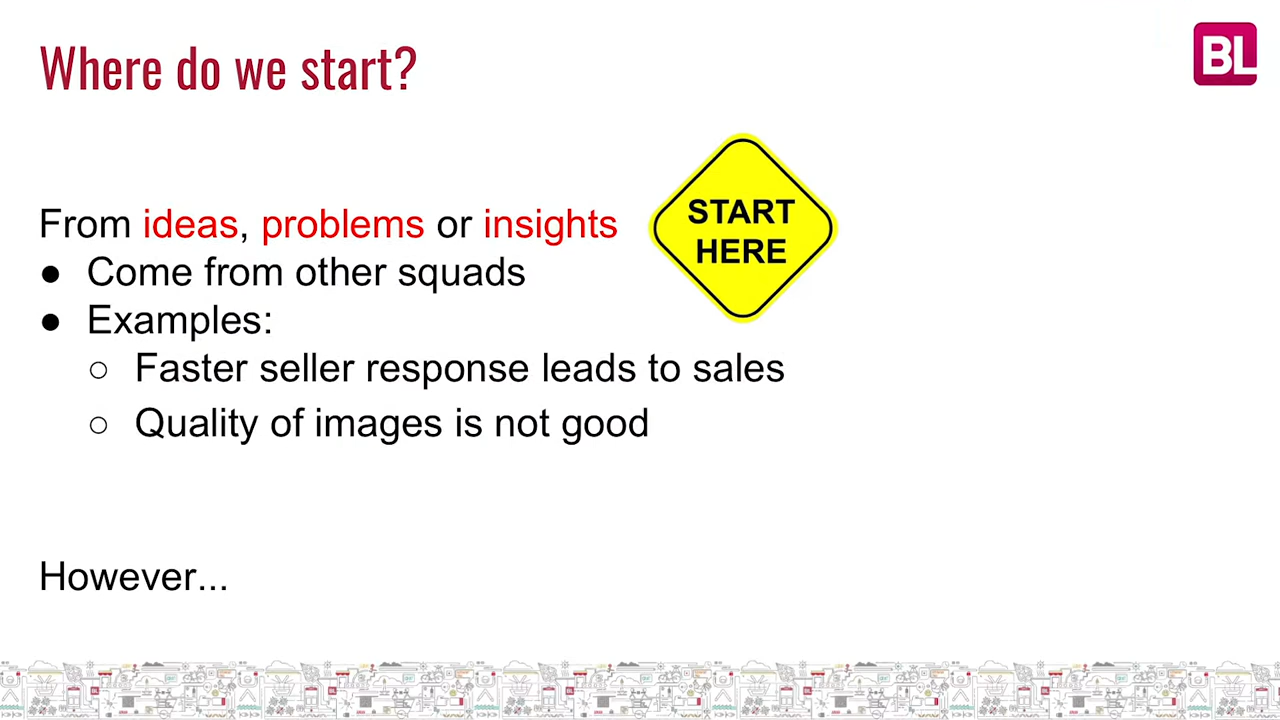 Where do we start?
BL
From ideas, problems or insights
START
HERE
● Come from other squads
● Examples:
○ Faster seller response leads to sales
○ Quality of images is not good
However...